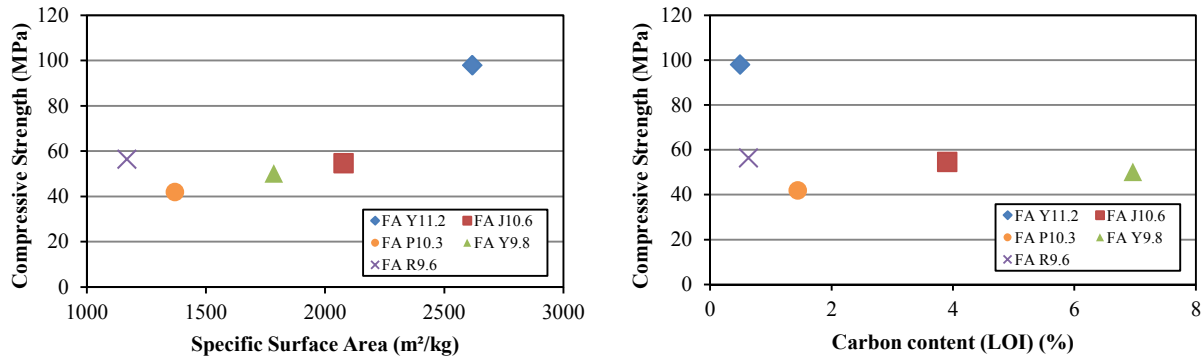 120
100
80
60
40
20
0
Compressive Strength (MPa)
FA Y11.2 FA J10.6
FA P10.3 FA Y9.8
FA R9.6
1000 1500 2000 2500 3000
Specific Surface Area (m²/kg)
120
100
80
60
40
20
0
Compressive Strength (MPa)
FA Y11.2 FA J10.6
FA P10.3 FA Y9.8
FA R9.6
0 2 4 6 8
Carbon content (LOI) (%)